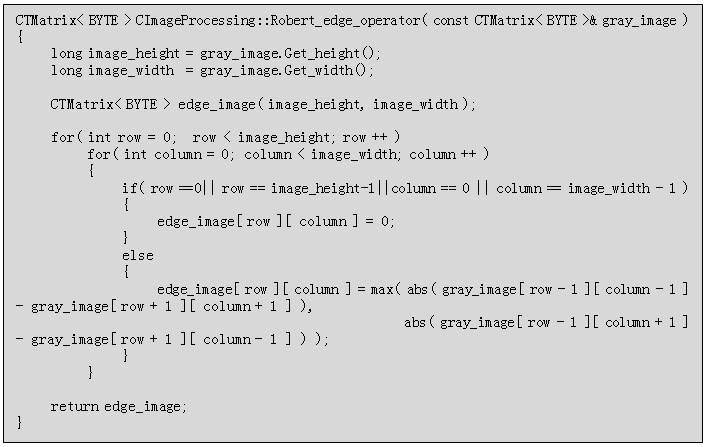 CTMatrix< BYTE > CImageProcessing::Robert_edge_operator( const CTMatrix< BYTE >& gray_image )
{
    long image_height = gray_image.Get_height();
    long image_width  = gray_image.Get_width();

    CTMatrix< BYTE > edge_image( image_height, image_width );

    for( int row = 0;  row < image_height; row ++ )
        for( int column = 0; column < image_width; column ++ )
        {
            if( row ==0|| row == image_height-1||column == 0 || column == image_width - 1 )
            {
                edge_image[ row ][ column ] = 0;
            }
            else
            {
                edge_image[ row ][ column ] = max( abs( gray_image[ row - 1 ][ column - 1 ]
- gray_image[ row + 1 ][ column + 1 ] ),
                                           abs( gray_image[ row - 1 ][ column + 1 ]
- gray_image[ row + 1 ][ column - 1 ] ) );
            }
        }

    return edge_image;
}